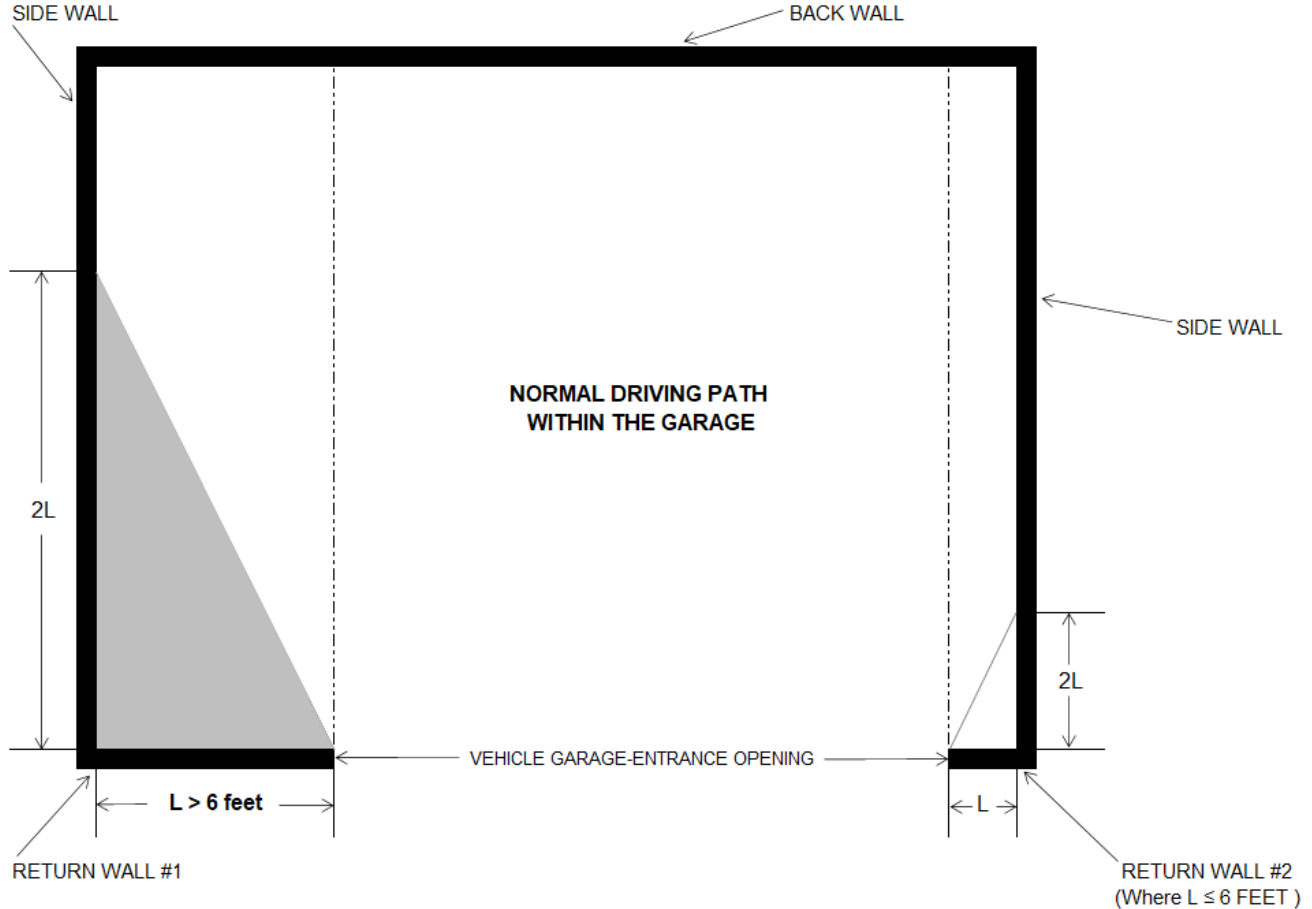 SIDE WALL
BACK WALL
SIDE WALL
NORMAL DRIVING PATH
WITHIN THE GARAGE
2L
2L
VEHICLE GARAGE-ENTRANCE OPENING
L > 6 feet
L
RETURN WALL #1
RETURN WALL #2
(Where L ≤ 6 FEET )